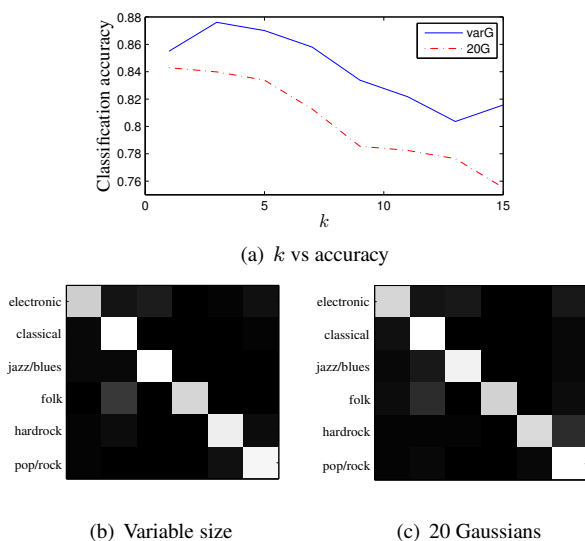 0.88
0.84
0.8
0.82
0.78
0.76
Classification accuracy
varG
20G
0
5
10
15
k
(a) k vs accuracy
electronic
classical
jazz/blues
folk
hardrock
pop/rock
electronic
classical
jazz/blues
folk
hardrock
pop/rock
(b) Variable size
(c) 20 Gaussians